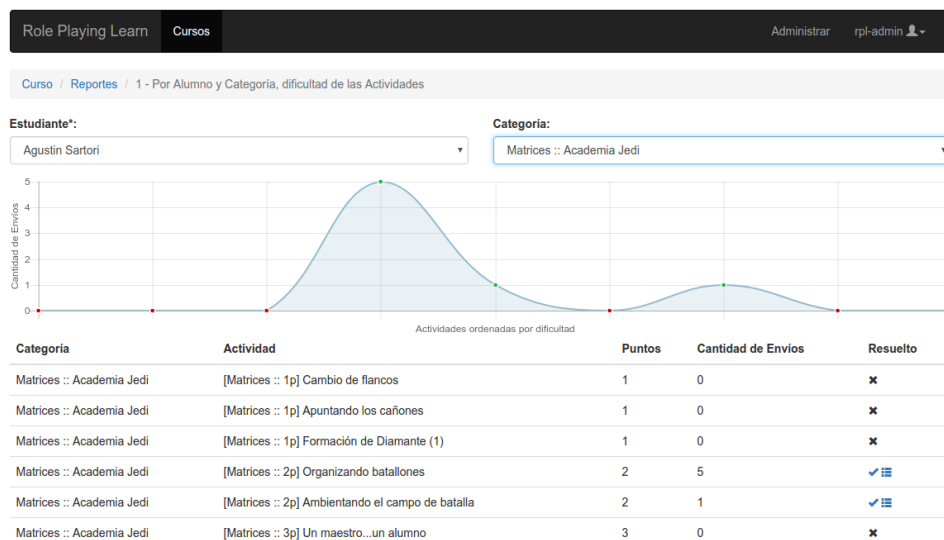 Role Playing Learn Cursos Administrar rpl-admin
Curso / Reportes / 1 - Por Alumno y Categoría, dificultad de las Actividades
Estudiante*: Categoría:
Agustin Sartori Matrices :: Academia Jedi
5
4
3
2
1
0
Cantidad de Envíos
Actividades ordenadas por dificultad
Categoría Actividad Puntos Cantidad de Envios Resuelto
Matrices :: Academia Jedi [Matrices :: 1p] Cambio de flancos 1 0
Matrices :: Academia Jedi [Matrices :: 1p] Apuntando los cañones 1 0
Matrices :: Academia Jedi [Matrices :: 1p] Formación de Diamante (1) 1 0
Matrices :: Academia Jedi [Matrices :: 2p] Organizando batallones 2 5
Matrices :: Academia Jedi [Matrices :: 2p] Ambientando el campo de batalla 2 1
Matrices :: Academia Jedi [Matrices :: 3p] Un maestro...un alumno 3 0